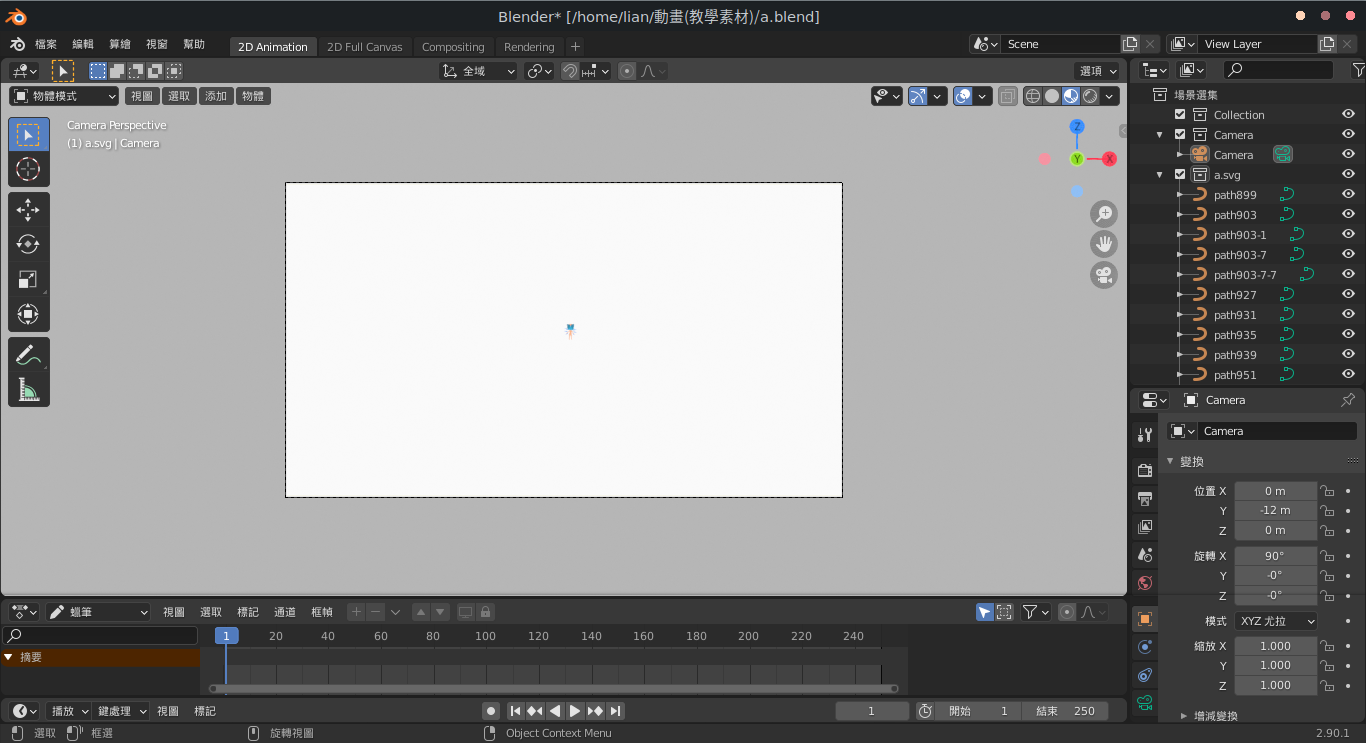 Blender* [/home/lian/動畫(教學素材)/a.blend]
檔案 編輯 算繪 視窗 幫助 2D Animation 2D Full Canvas Compositing Rendering + Scene View Layer
全域 選項
物體模式 視圖 選取 添加 物體
Camera Perspective
(1) a.svg | Camera
Z
Y
X
場景選集
Collection
Camera
Camera
a.svg
path899
path903
path903-1
path903-7
path903-7-7
path927
path931
path935
path939
path951
Camera
Camera
變換
位置 X 0 m
Y -12 m
Z 0 m
旋轉 X 90°
Y -0°
Z -0°
模式 XYZ 尤拉
縮放 X 1.000
Y 1.000
Z 1.000
增減變換
蠟筆 視圖 選取 標記 通道 框幀
1 20 40 60 80 100 120 140 160 180 200 220 240
摘要
播放 鍵處理 視圖 標記 1 開始 1 結束 250
選取 框選 旋轉視圖 Object Context Menu 2.90.1